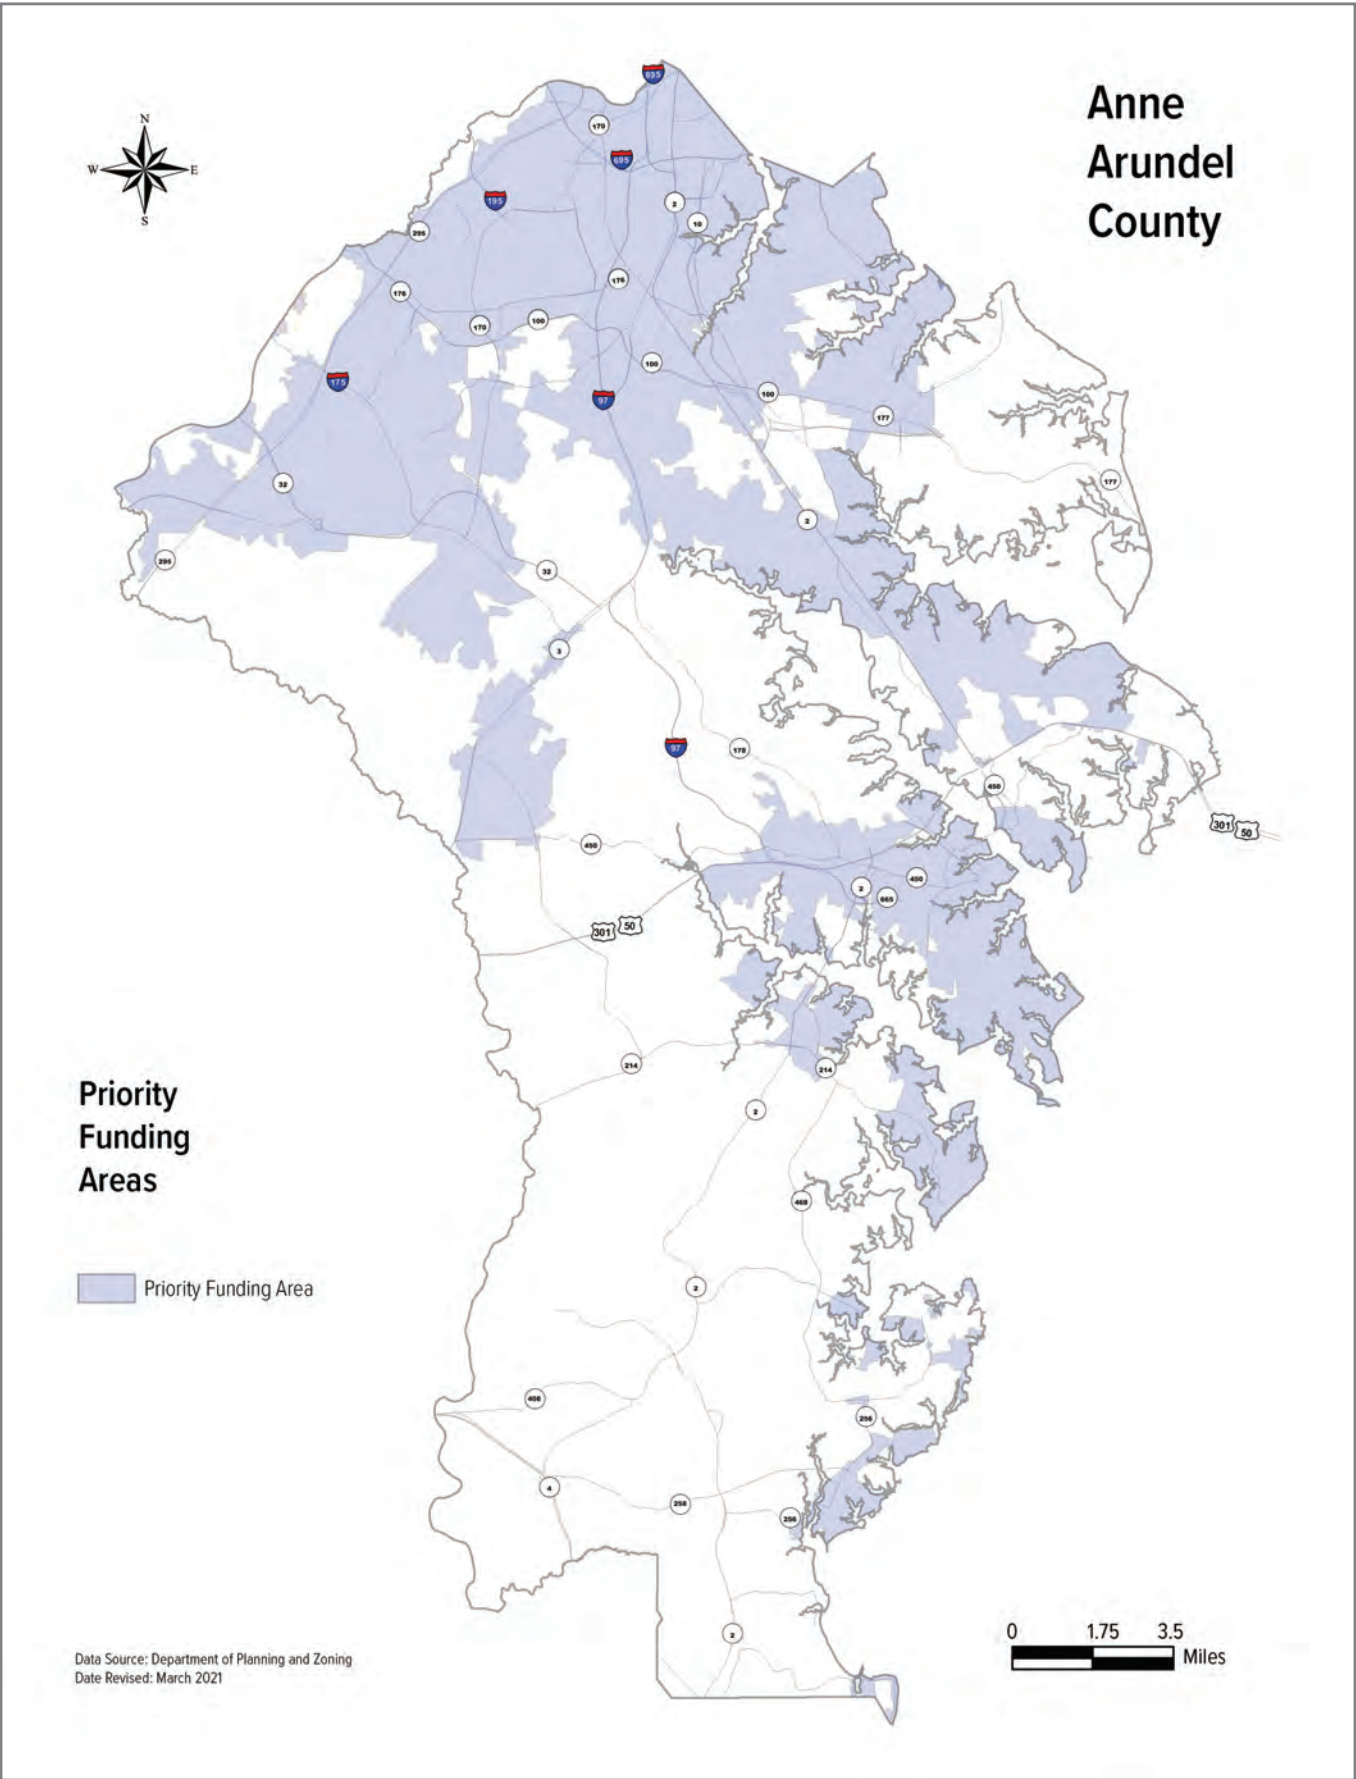 Anne
Arundel
County
N
W
E
S
895
170
695
195
2
10
295
176
176
170
100
100
175
97
100
177
177
32
2
295
32
3
97
178
450
301 50
450
450
2
665
301 50
214
214
2
468
2
408
256
4
258
256
2
Priority
Funding
Areas
Priority Funding Area
Data Source: Department of Planning and Zoning
Date Revised: March 2021
0 1.75 3.5
Miles